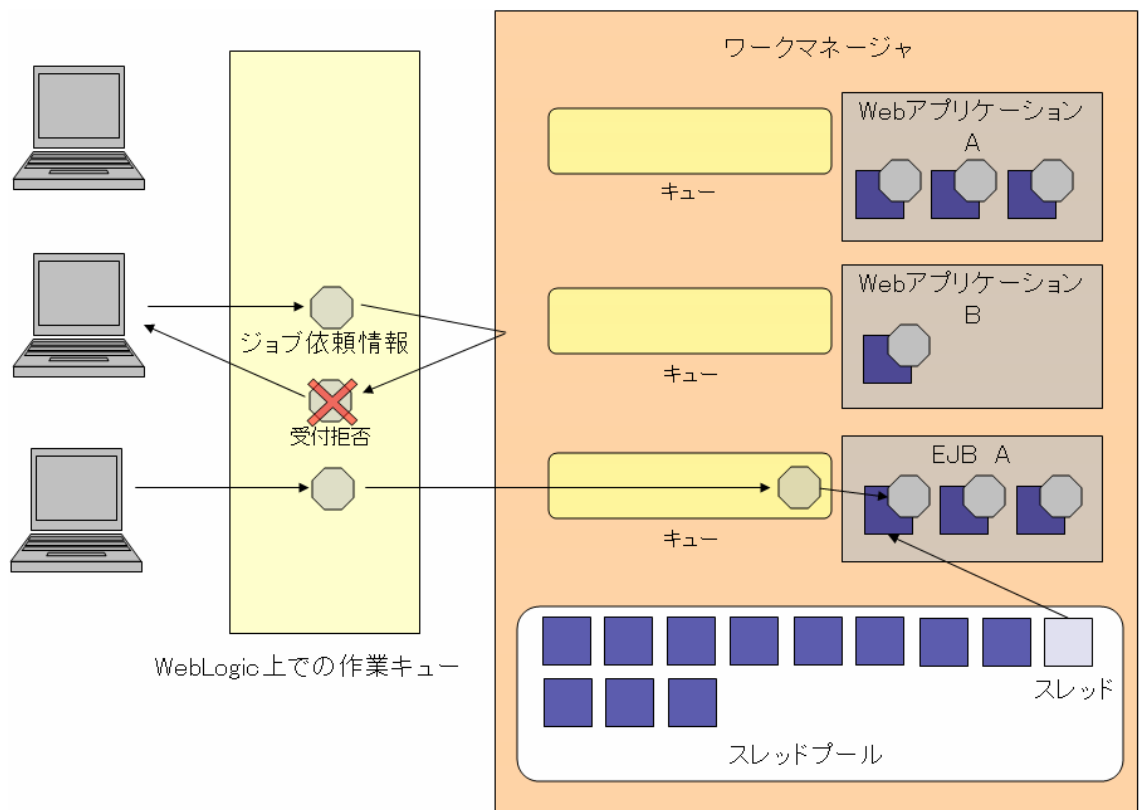 ワークマネージャ
Webアプリケーション
A
キュー
Webアプリケーション
B
ジョブ依頼情報
キュー
受付拒否
EJB A
キュー
WebLogic上での作業キュー
スレッド
スレッドプール